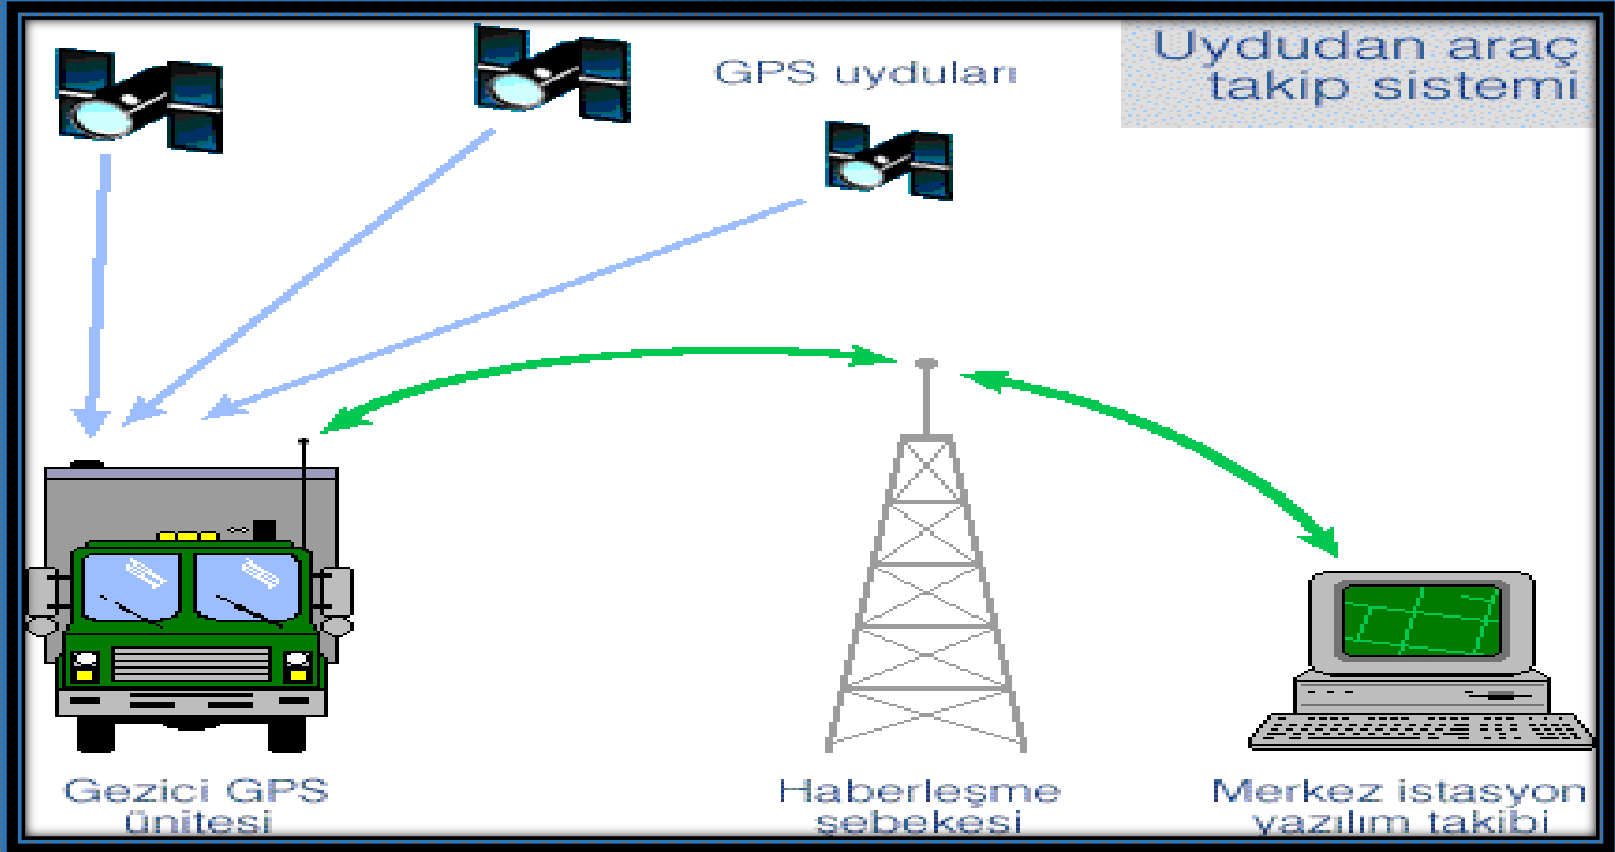 Uydudan araç
takip sistemi
GPS uyduları
Gezici GPS
ünitesi
Haberleşme
şebekesi
Merkez istasyon
yazılım takibi